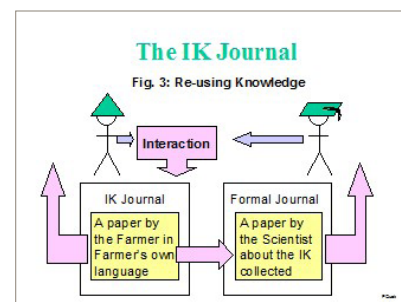 The IK Journal
Fig. 3: Re-using Knowledge
Interaction
IK Journal
A paper by
the Farmer in
Farmer's own
language
Formal Journal
A paper by
the Scientist
about the IK
collected